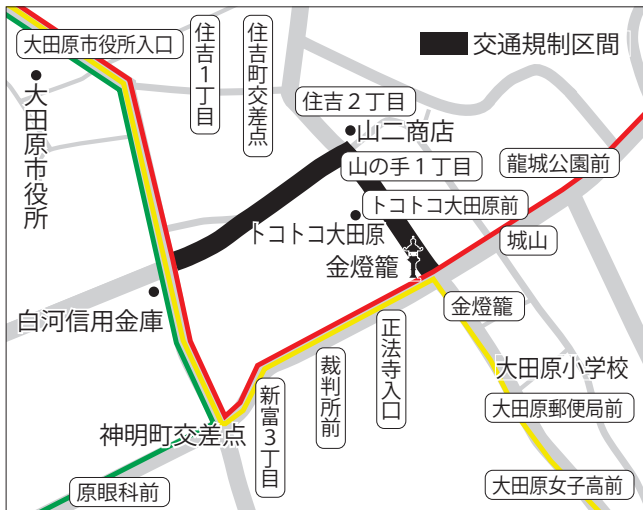 大田原市役所入口
住吉1丁目
住吉町交差点
交通規制区間
大田原市役所
住吉2丁目
山二商店
山の手1丁目
龍城公園前
トコトコ大田原前
トコトコ大田原
城山
金燈籠
白河信用金庫
金燈籠
正法寺入口
裁判所前
新富3丁目
大田原小学校
大田原郵便局前
神明町交差点
原眼科前
大田原女子高前